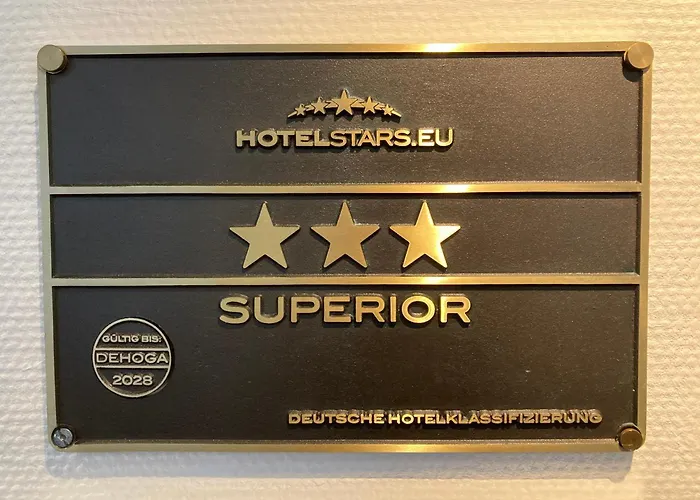 HOTELSTARS.EU
SUPERIOR
GÜLTIG BIS:
DEHOGA
2028
DEUTSCHE HOTELKLASSIFIZIERUNG